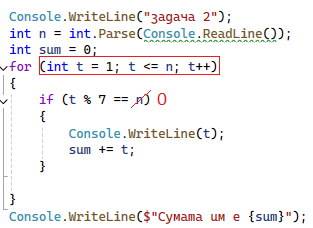 Console.WriteLine("задача 2");
int n = int.Parse(Console.ReadLine());
int sum = 0;
for (int t = 1; t <= n; t++)
{
if (t % 7 == n) 0
{
Console.WriteLine(t);
sum += t;
}
}
Console.WriteLine($"Сумата им е {sum}");